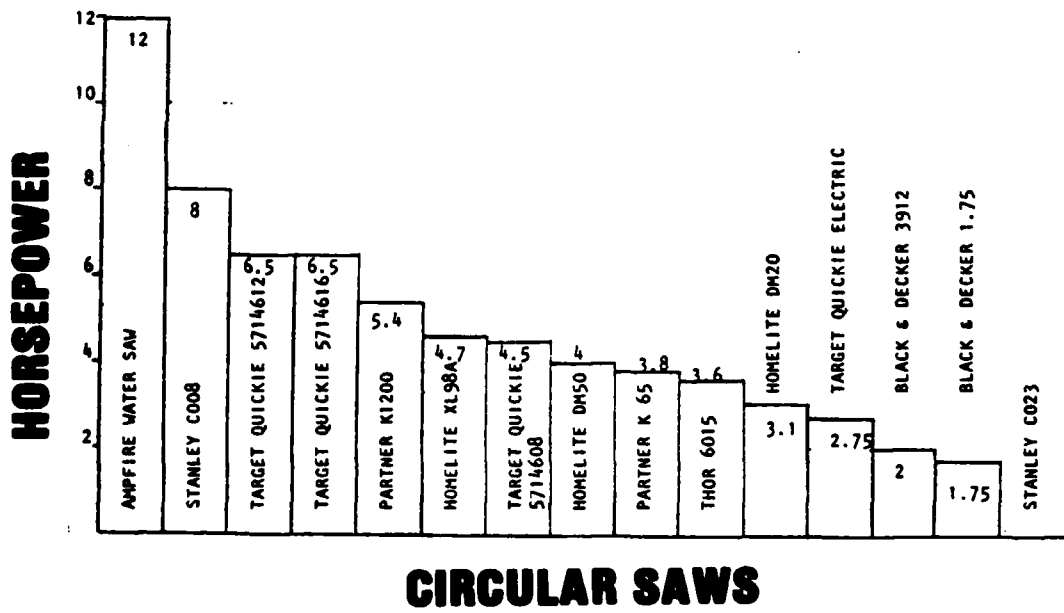 HORSEPOWER
12
10
8
6
4
2
12
8
6.5
6.5
5.4
4.7
4.5
4
3.8
3.6
3.1
2.75
2
1.75
AMPFIRE WATER SAW
STANLEY CO08
TARGET QUICKIE 5714612
TARGET QUICKIE 5714616
PARTNER K1200
HOMELITE XL98A
TARGET QUICKIE
5714608
HOMELITE DM50
PARTNER K 65
THOR 6015
HOMELITE DM20
TARGET QUICKIE ELECTRIC
BLACK & DECKER 3912
BLACK & DECKER 1.75
STANLEY CO23
CIRCULAR SAWS